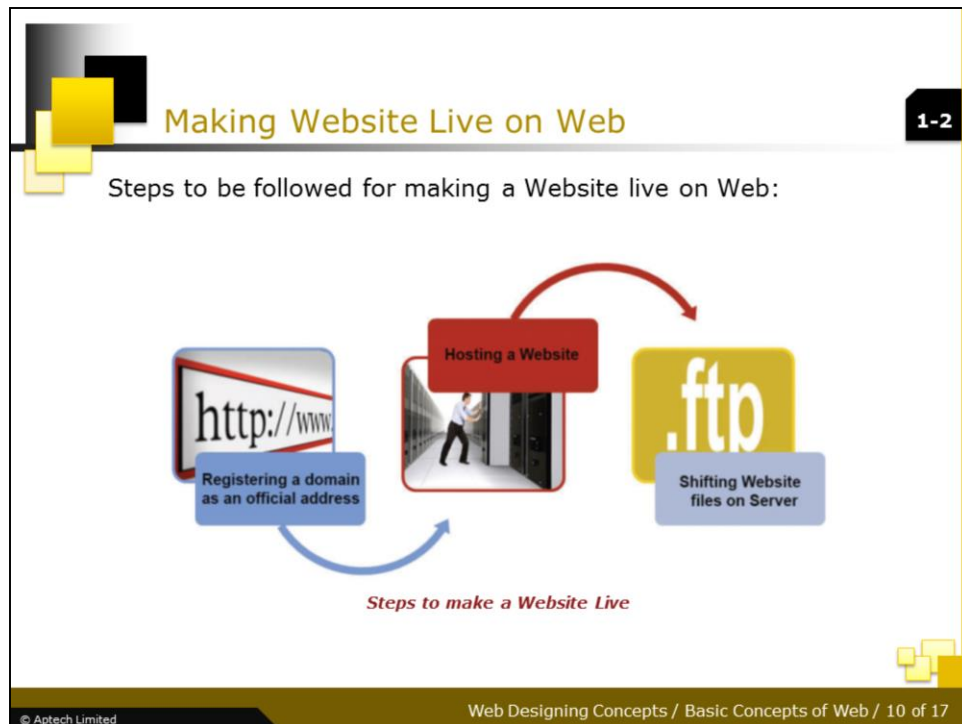 Making Website Live on Web
1-2
Steps to be followed for making a Website live on Web:
http://www.
Registering a domain
as an official address
Hosting a Website
.ftp
Shifting Website
files on Server
Steps to make a Website Live
© Aptech Limited
Web Designing Concepts / Basic Concepts of Web / 10 of 17